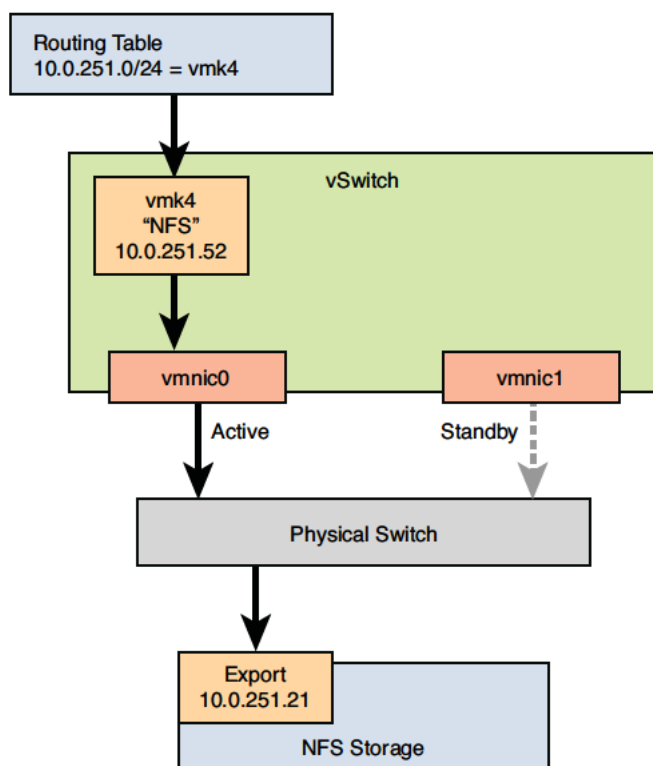 Routing Table
10.0.251.0/24 = vmk4
vSwitch
vmk4
“NFS”
10.0.251.52
vmnic0
vmnic1
Active
Standby
Physical Switch
Export
10.0.251.21
NFS Storage